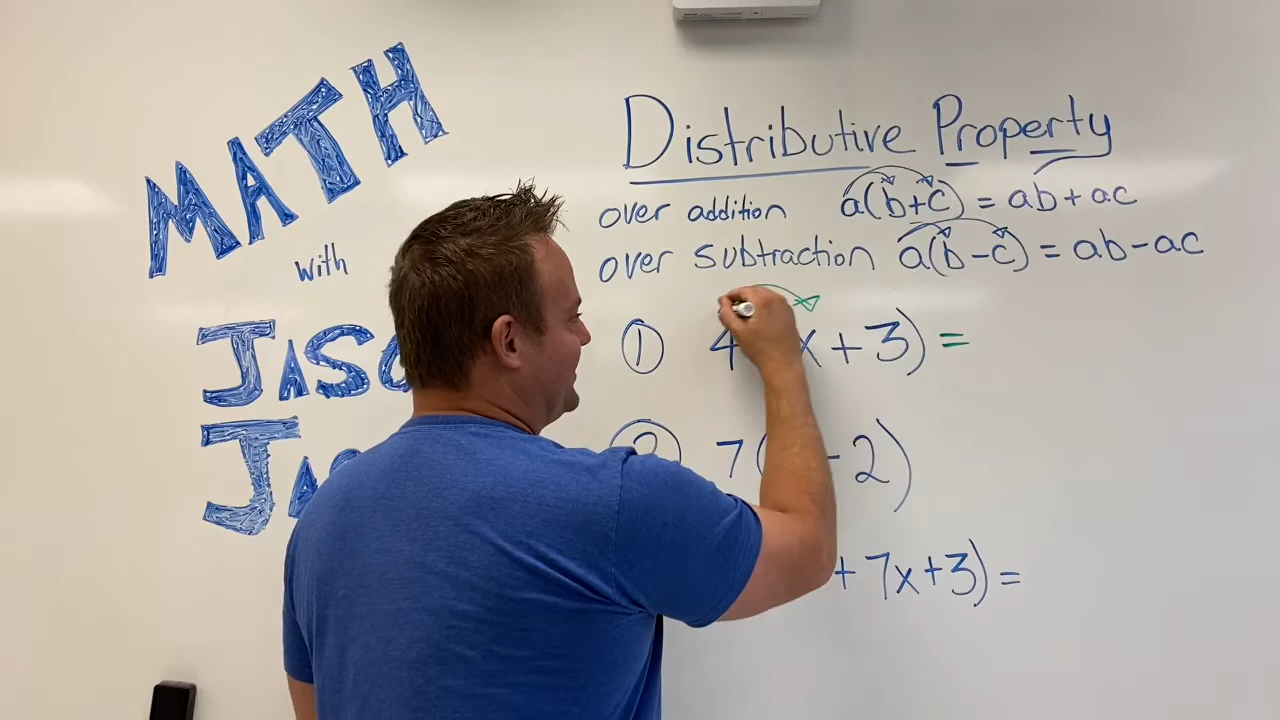 MATH
with
Distributive Property
over addition a(b+c) = ab+ac
over subtraction a(b-c) = ab-ac
① 4 x + 3) =
7( - 2)
+ 7x+3) =